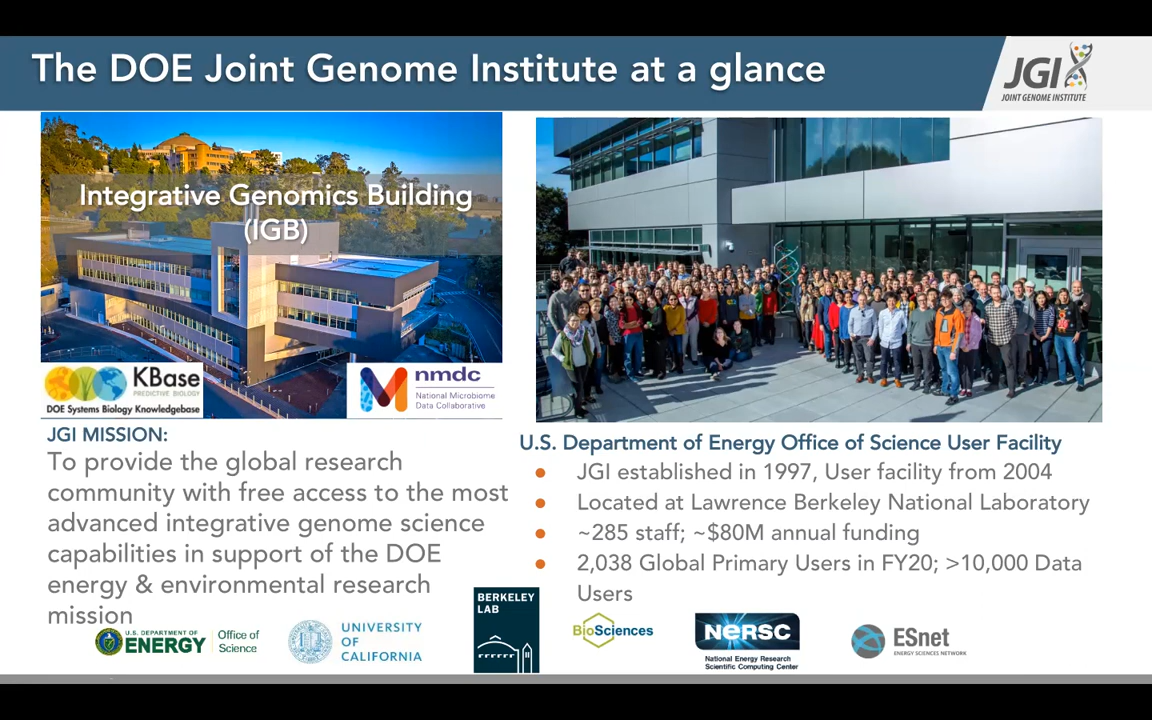 The DOE Joint Genome Institute at a glance
JGI
JOINT GENOME INSTITUTE
Integrative Genomics Building
(IGB)
KBase
PREDICTIVE BIOLOGY
DOE Systems Biology Knowledgebase
nmdc
National Microbiome
Data Collaborative
JGI MISSION:
To provide the global research
community with free access to the most
advanced integrative genome science
capabilities in support of the DOE
energy & environmental research
mission
U.S. Department of Energy Office of Science User Facility
● JGI established in 1997, User facility from 2004
● Located at Lawrence Berkeley National Laboratory
● ~285 staff; ~$80M annual funding
● 2,038 Global Primary Users in FY20; >10,000 Data
Users
U.S. DEPARTMENT OF
ENERGY
Office of
Science
UNIVERSITY
OF
CALIFORNIA
BERKELEY
LAB
BioSciences
NERSC
National Energy Research
Scientific Computing Center
ESnet
ENERGY SCIENCES NETWORK